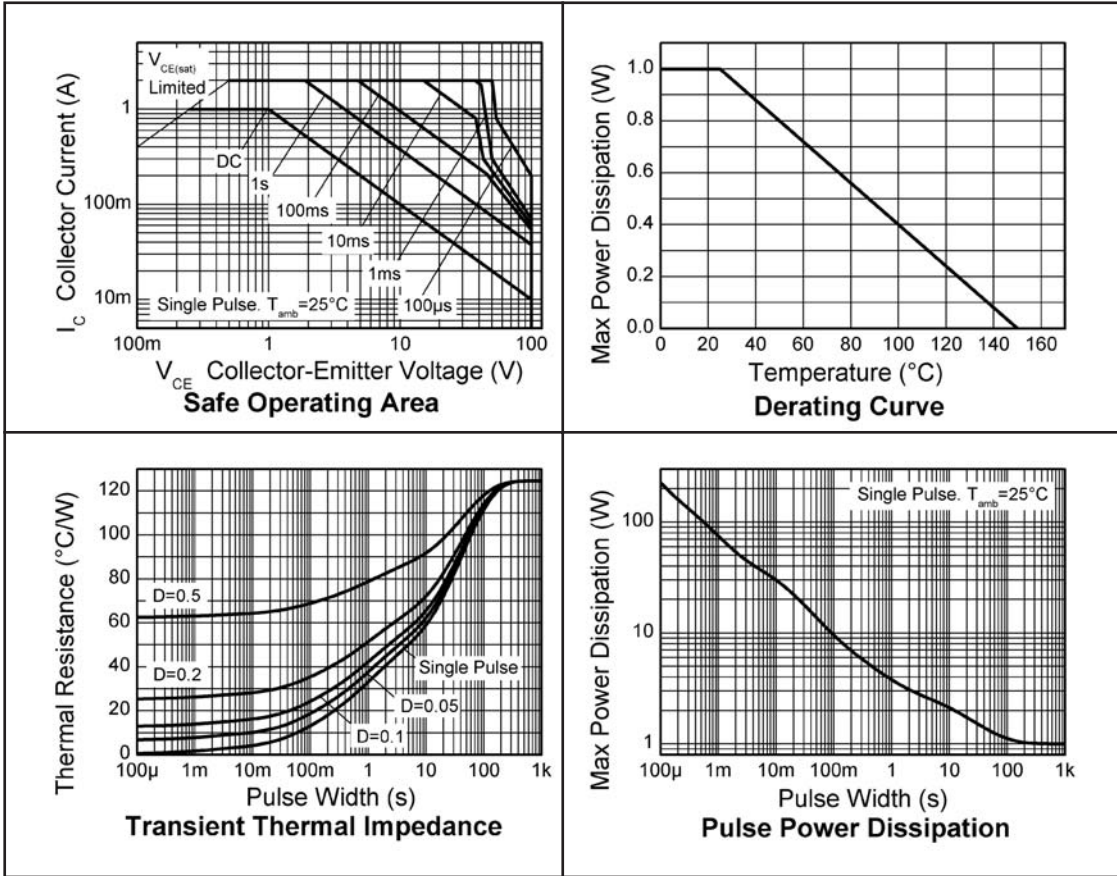 V_CE(sat)
Limited
1
100m
10m
DC
1s
100ms
10ms
1ms
100µs
Single Pulse. T_amb=25°C
100m 1 10 100
I_C Collector Current (A)
V_CE Collector-Emitter Voltage (V)
Safe Operating Area
1.0
0.8
0.6
0.4
0.2
0.0
0 20 40 60 80 100 120 140 160
Max Power Dissipation (W)
Temperature (°C)
Derating Curve
120
100
80
60
40
20
0
D=0.5
D=0.2
Single Pulse
D=0.05
D=0.1
100µ 1m 10m 100m 1 10 100 1k
Thermal Resistance (°C/W)
Pulse Width (s)
Transient Thermal Impedance
Single Pulse. T_amb=25°C
100
10
1
100µ 1m 10m 100m 1 10 100 1k
Max Power Dissipation (W)
Pulse Width (s)
Pulse Power Dissipation